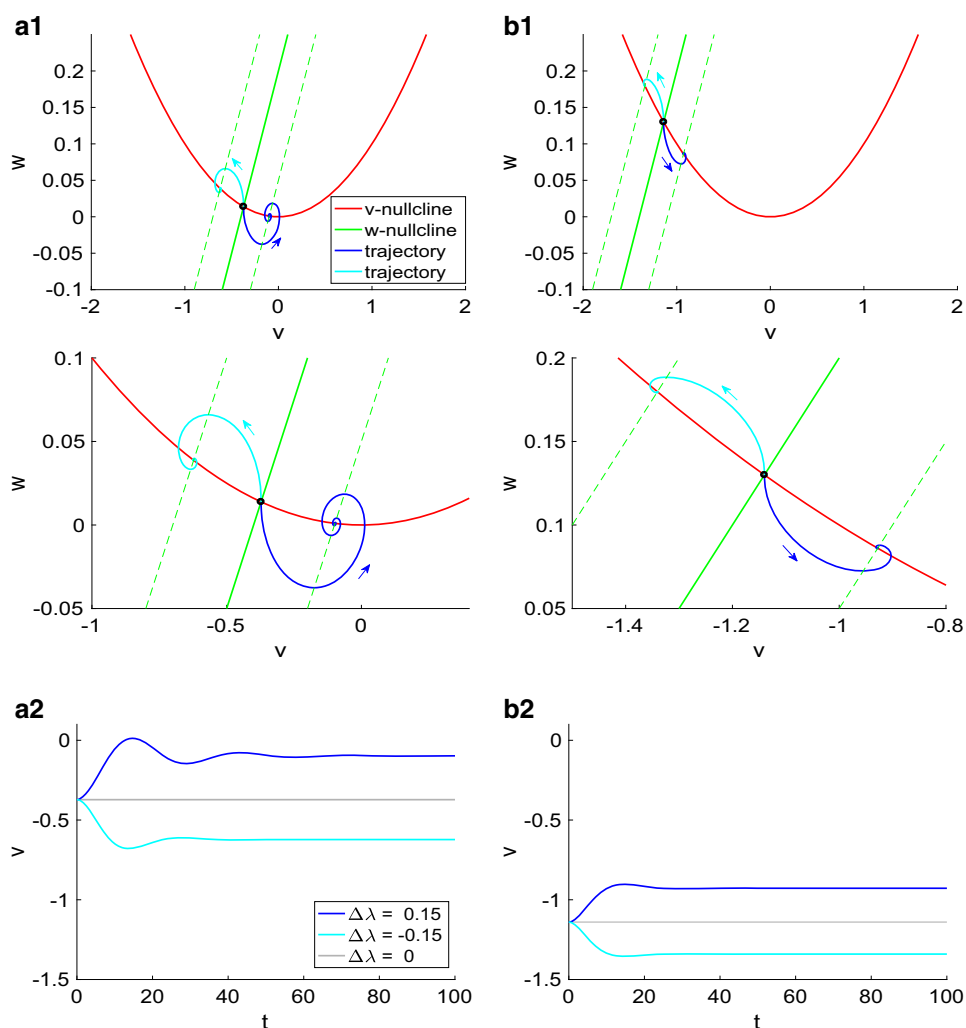 a1
0.2
0.15
0.1
0.05
0
-0.05
-0.1
w
-2
-1
0
1
2
v
v-nullcline
w-nullcline
trajectory
trajectory
b1
0.2
0.15
0.1
0.05
0
-0.05
-0.1
w
-2
-1
0
1
2
v
0.1
0.05
0
-0.05
w
-1
-0.5
0
v
0.2
0.15
0.1
0.05
w
-1.4
-1.2
-1
-0.8
v
a2
0
-0.5
-1
-1.5
v
0
20
40
60
80
100
t
Δλ = 0.15
Δλ = -0.15
Δλ = 0
b2
0
-0.5
-1
-1.5
v
0
20
40
60
80
100
t